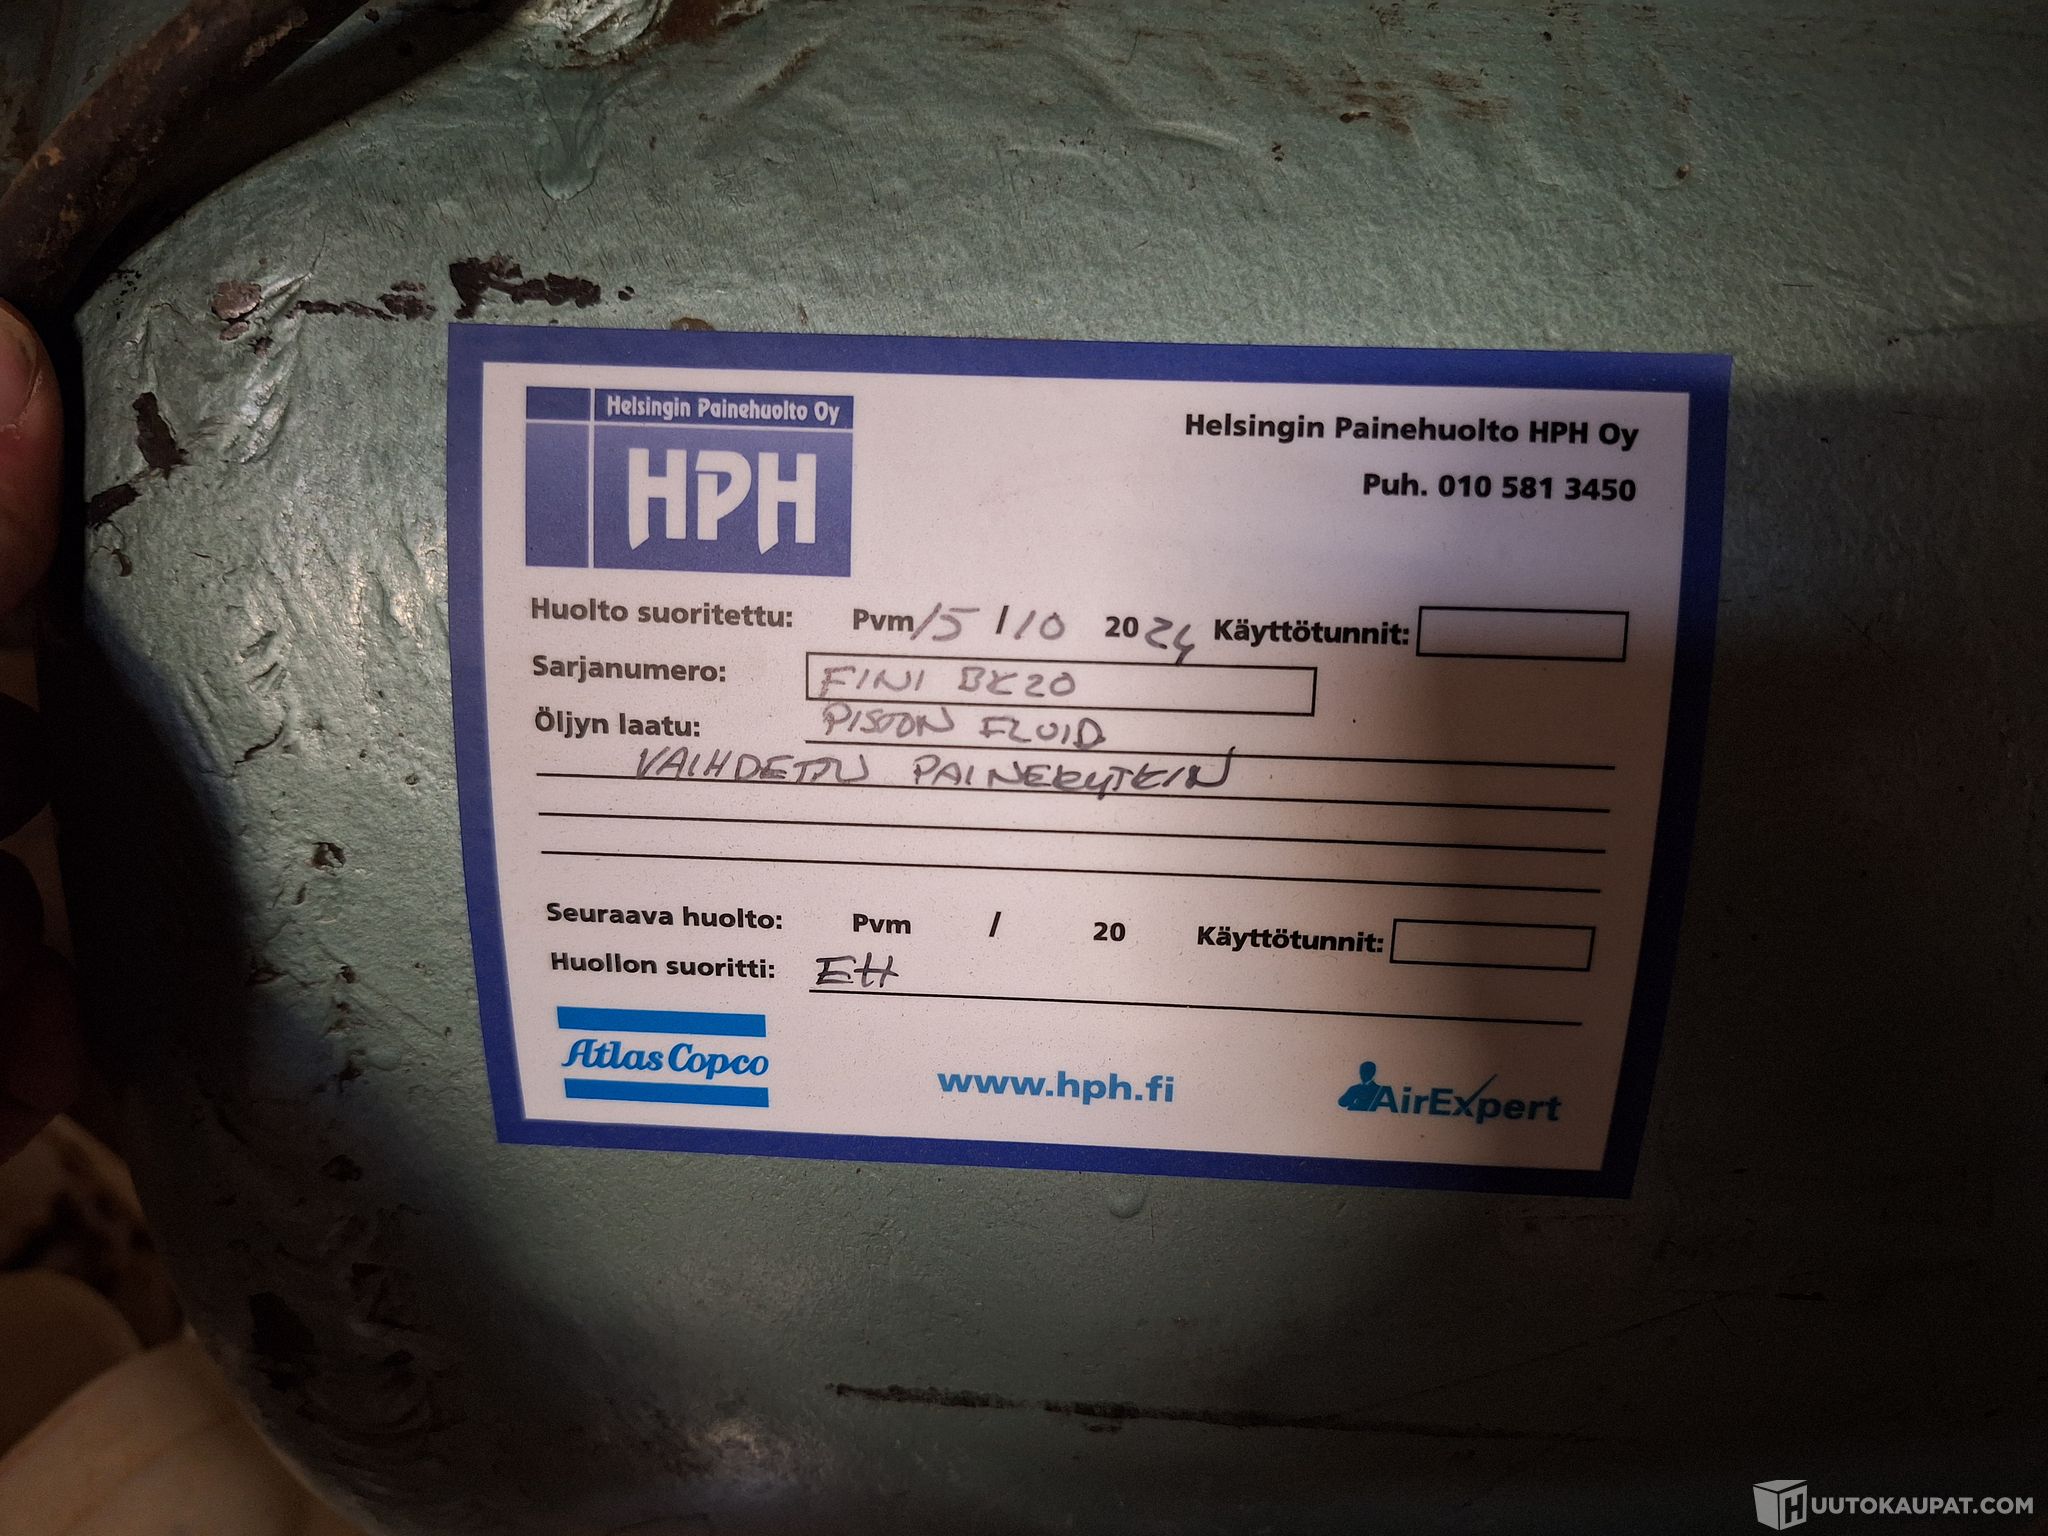 Helsingin Painehuolto Oy
HPH
Helsingin Painehuolto HPH Oy
Puh. 010 581 3450
Huolto suoritettu: Pvm 15 / 10 2024 Käyttötunnit:
Sarjanumero: FINI BK20
Öljyn laatu: PISTON FLUID
VAIHDETTU PAINEKYTKIN
Seuraava huolto: Pvm / 20 Käyttötunnit:
Huollon suoritti: EH
Atlas Copco
www.hph.fi
AirExpert
HUUTOKAUPAT.COM